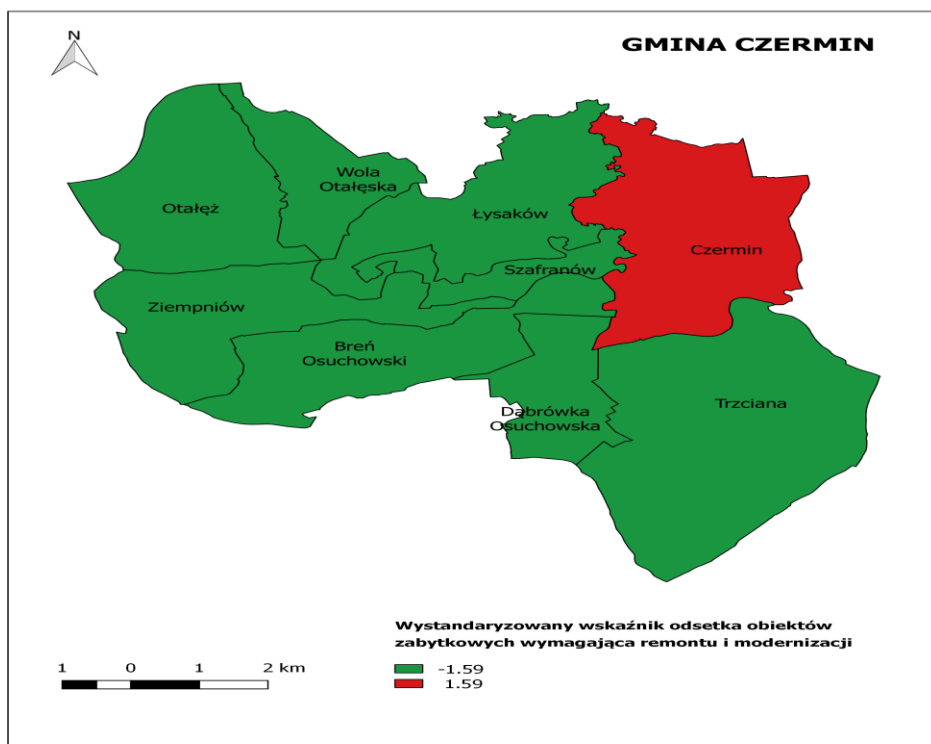 N
GMINA CZERMIN
Wola
Otałęska
Otałęż
Łysaków
Czermin
Szafranów
Ziempniów
Breń
Osuchowski
Trzciana
Dąbrówka
Osuchowska
Wystandaryzowany wskaźnik odsetka obiektów
zabytkowych wymagająca remontu i modernizacji
-1.59
1.59
1 0 1 2 km